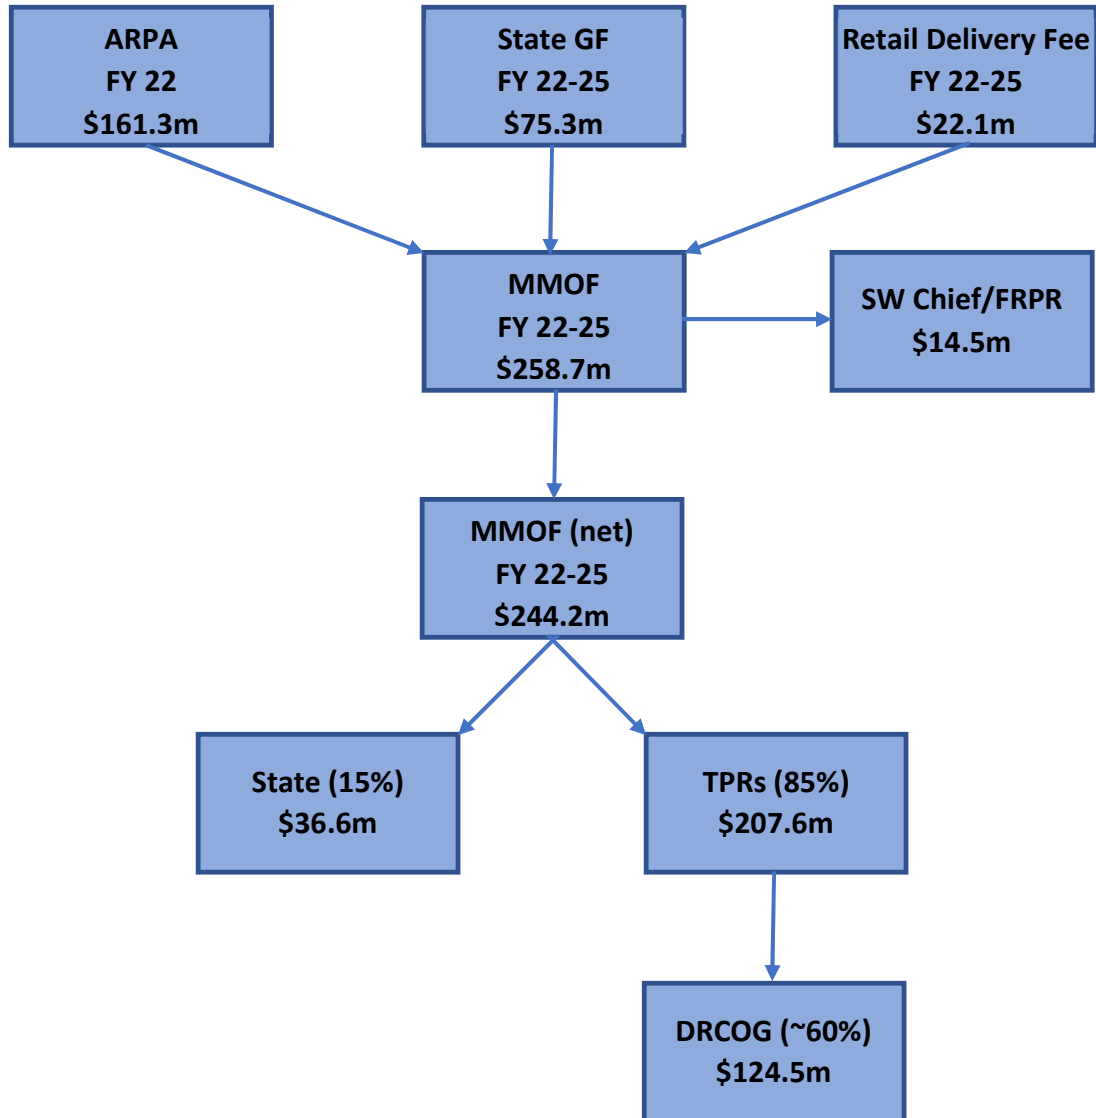 ARPA
FY 22
$161.3m
State GF
FY 22-25
$75.3m
Retail Delivery Fee
FY 22-25
$22.1m
MMOF
FY 22-25
$258.7m
SW Chief/FRPR
$14.5m
MMOF (net)
FY 22-25
$244.2m
State (15%)
$36.6m
TPRs (85%)
$207.6m
DRCOG (~60%)
$124.5m